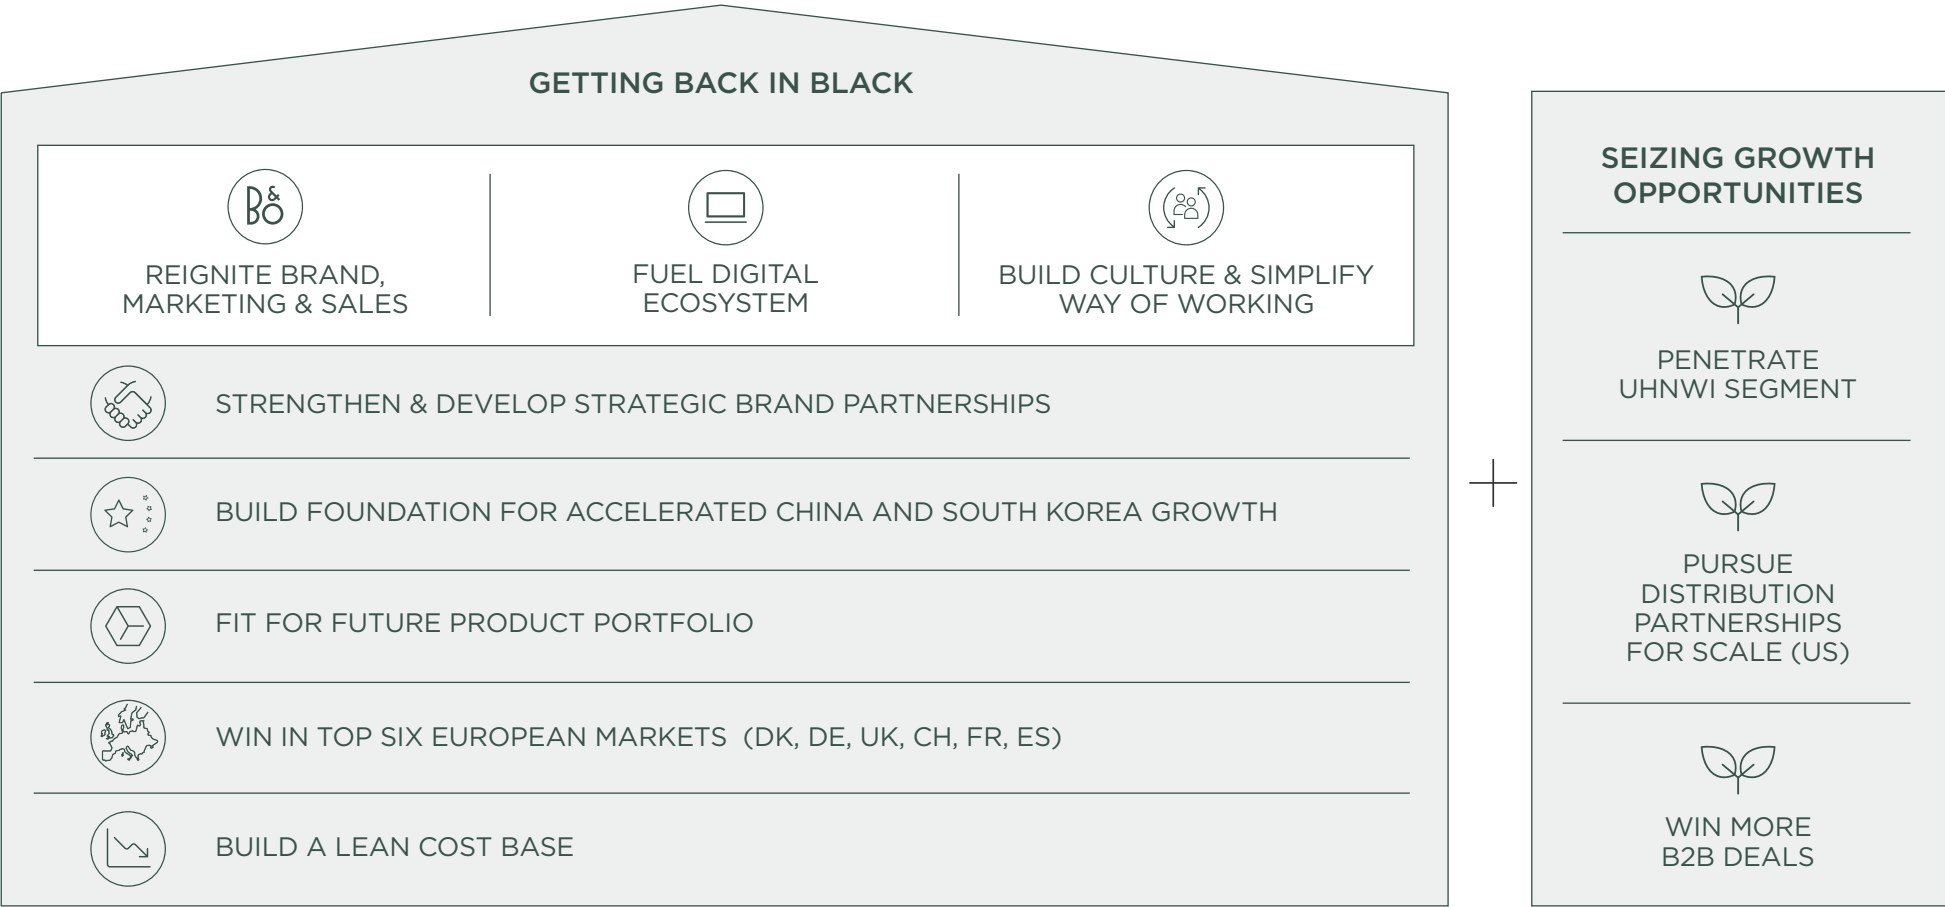 GETTING BACK IN BLACK
B&O
REIGNITE BRAND,
MARKETING & SALES
FUEL DIGITAL
ECOSYSTEM
BUILD CULTURE & SIMPLIFY
WAY OF WORKING
STRENGTHEN & DEVELOP STRATEGIC BRAND PARTNERSHIPS
BUILD FOUNDATION FOR ACCELERATED CHINA AND SOUTH KOREA GROWTH
FIT FOR FUTURE PRODUCT PORTFOLIO
WIN IN TOP SIX EUROPEAN MARKETS (DK, DE, UK, CH, FR, ES)
BUILD A LEAN COST BASE
+
SEIZING GROWTH
OPPORTUNITIES
PENETRATE
UHNWI SEGMENT
PURSUE
DISTRIBUTION
PARTNERSHIPS
FOR SCALE (US)
WIN MORE
B2B DEALS